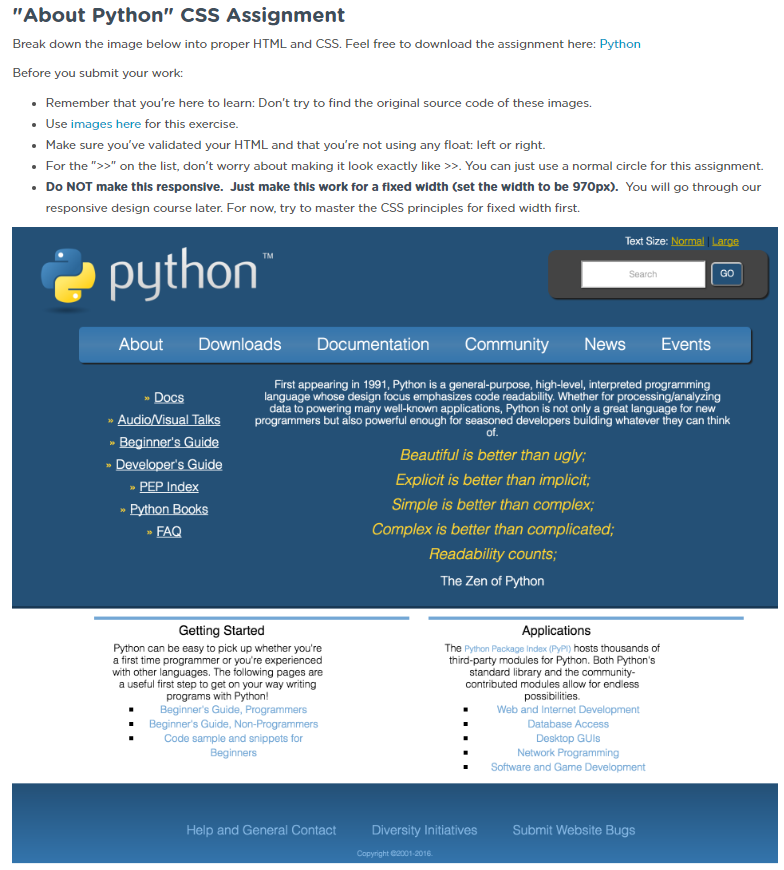 "About Python" CSS Assignment
Break down the image below into proper HTML and CSS. Feel free to download the assignment here: Python
Before you submit your work:
• Remember that you're here to learn: Don't try to find the original source code of these images.
• Use images here for this exercise.
• Make sure you've validated your HTML and that you're not using any float: left or right.
• For the ">>" on the list, don't worry about making it look exactly like >>. You can just use a normal circle for this assignment.
• Do NOT make this responsive. Just make this work for a fixed width (set the width to be 970px). You will go through our
responsive design course later. For now, try to master the CSS principles for fixed width first.
Text Size: Normal | Large
python™
Search GO
About Downloads Documentation Community News Events
» Docs
» Audio/Visual Talks
» Beginner's Guide
» Developer's Guide
» PEP Index
» Python Books
» FAQ
First appearing in 1991, Python is a general-purpose, high-level, interpreted programming
language whose design focus emphasizes code readability. Whether for processing/analyzing
data to powering many well-known applications, Python is not only a great language for new
programmers but also powerful enough for seasoned developers building whatever they can think
of.
Beautiful is better than ugly;
Explicit is better than implicit;
Simple is better than complex;
Complex is better than complicated;
Readability counts;
The Zen of Python
Getting Started
Python can be easy to pick up whether you're
a first time programmer or you're experienced
with other languages. The following pages are
a useful first step to get on your way writing
programs with Python!
▪ Beginner's Guide, Programmers
▪ Beginner's Guide, Non-Programmers
▪ Code sample and snippets for
Beginners
Applications
The Python Package Index (PyPI) hosts thousands of
third-party modules for Python. Both Python's
standard library and the community-
contributed modules allow for endless
possibilities.
▪ Web and Internet Development
▪ Database Access
▪ Desktop GUIs
▪ Network Programming
▪ Software and Game Development
Help and General Contact Diversity Initiatives Submit Website Bugs
Copyright ©2001-2016.